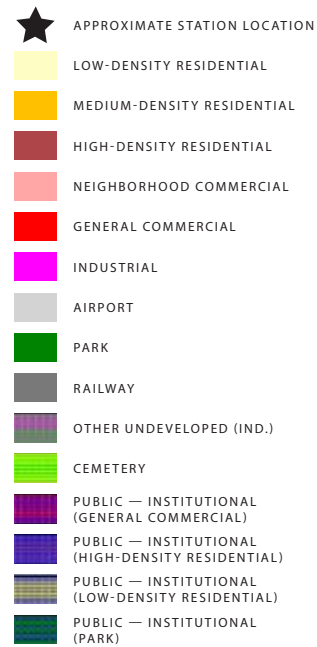 APPROXIMATE STATION LOCATION
LOW-DENSITY RESIDENTIAL
MEDIUM-DENSITY RESIDENTIAL
HIGH-DENSITY RESIDENTIAL
NEIGHBORHOOD COMMERCIAL
GENERAL COMMERCIAL
INDUSTRIAL
AIRPORT
PARK
RAILWAY
OTHER UNDEVELOPED (IND.)
CEMETERY
PUBLIC — INSTITUTIONAL
(GENERAL COMMERCIAL)
PUBLIC — INSTITUTIONAL
(HIGH-DENSITY RESIDENTIAL)
PUBLIC — INSTITUTIONAL
(LOW-DENSITY RESIDENTIAL)
PUBLIC — INSTITUTIONAL
(PARK)